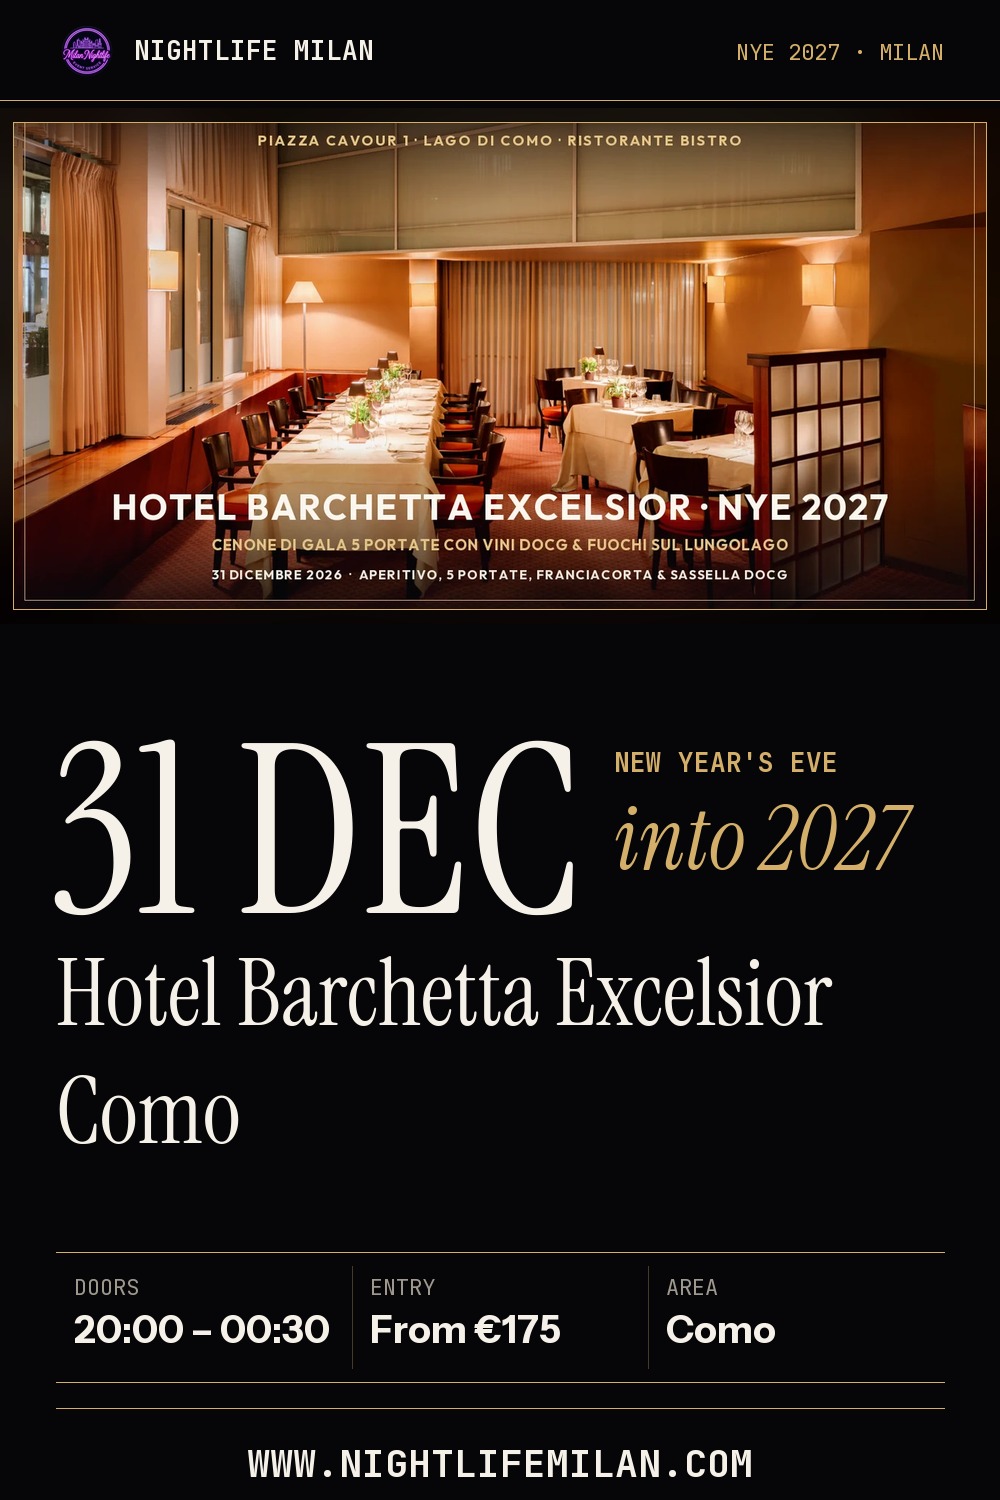 Milan Nightlife
NIGHTLIFE MILAN
NYE 2027 · MILAN
PIAZZA CAVOUR 1 · LAGO DI COMO · RISTORANTE BISTRO
HOTEL BARCHETTA EXCELSIOR · NYE 2027
CENONE DI GALA 5 PORTATE CON VINI DOCG & FUOCHI SUL LUNGOLAGO
31 DICEMBRE 2026 · APERITIVO, 5 PORTATE, FRANCIACORTA & SASSELLA DOCG
31 DEC
NEW YEAR'S EVE
into 2027
Hotel Barchetta Excelsior
Como
DOORS
20:00 – 00:30
ENTRY
From €175
AREA
Como
WWW.NIGHTLIFEMILAN.COM